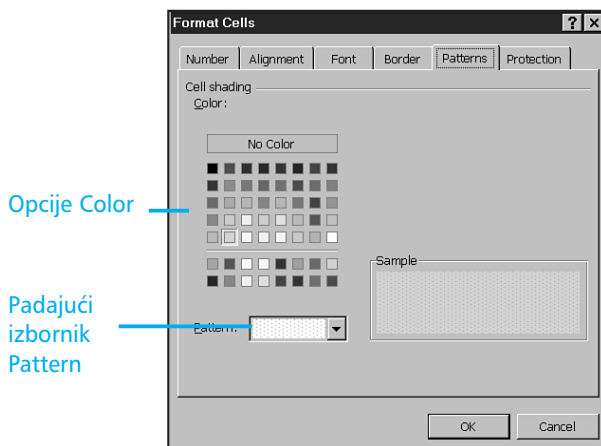 Format Cells
Number Alignment Font Border Patterns Protection
Cell shading
Color:
No Color
Opcije Color
Sample
Padajući
izbornik
Pattern
Pattern:
OK Cancel